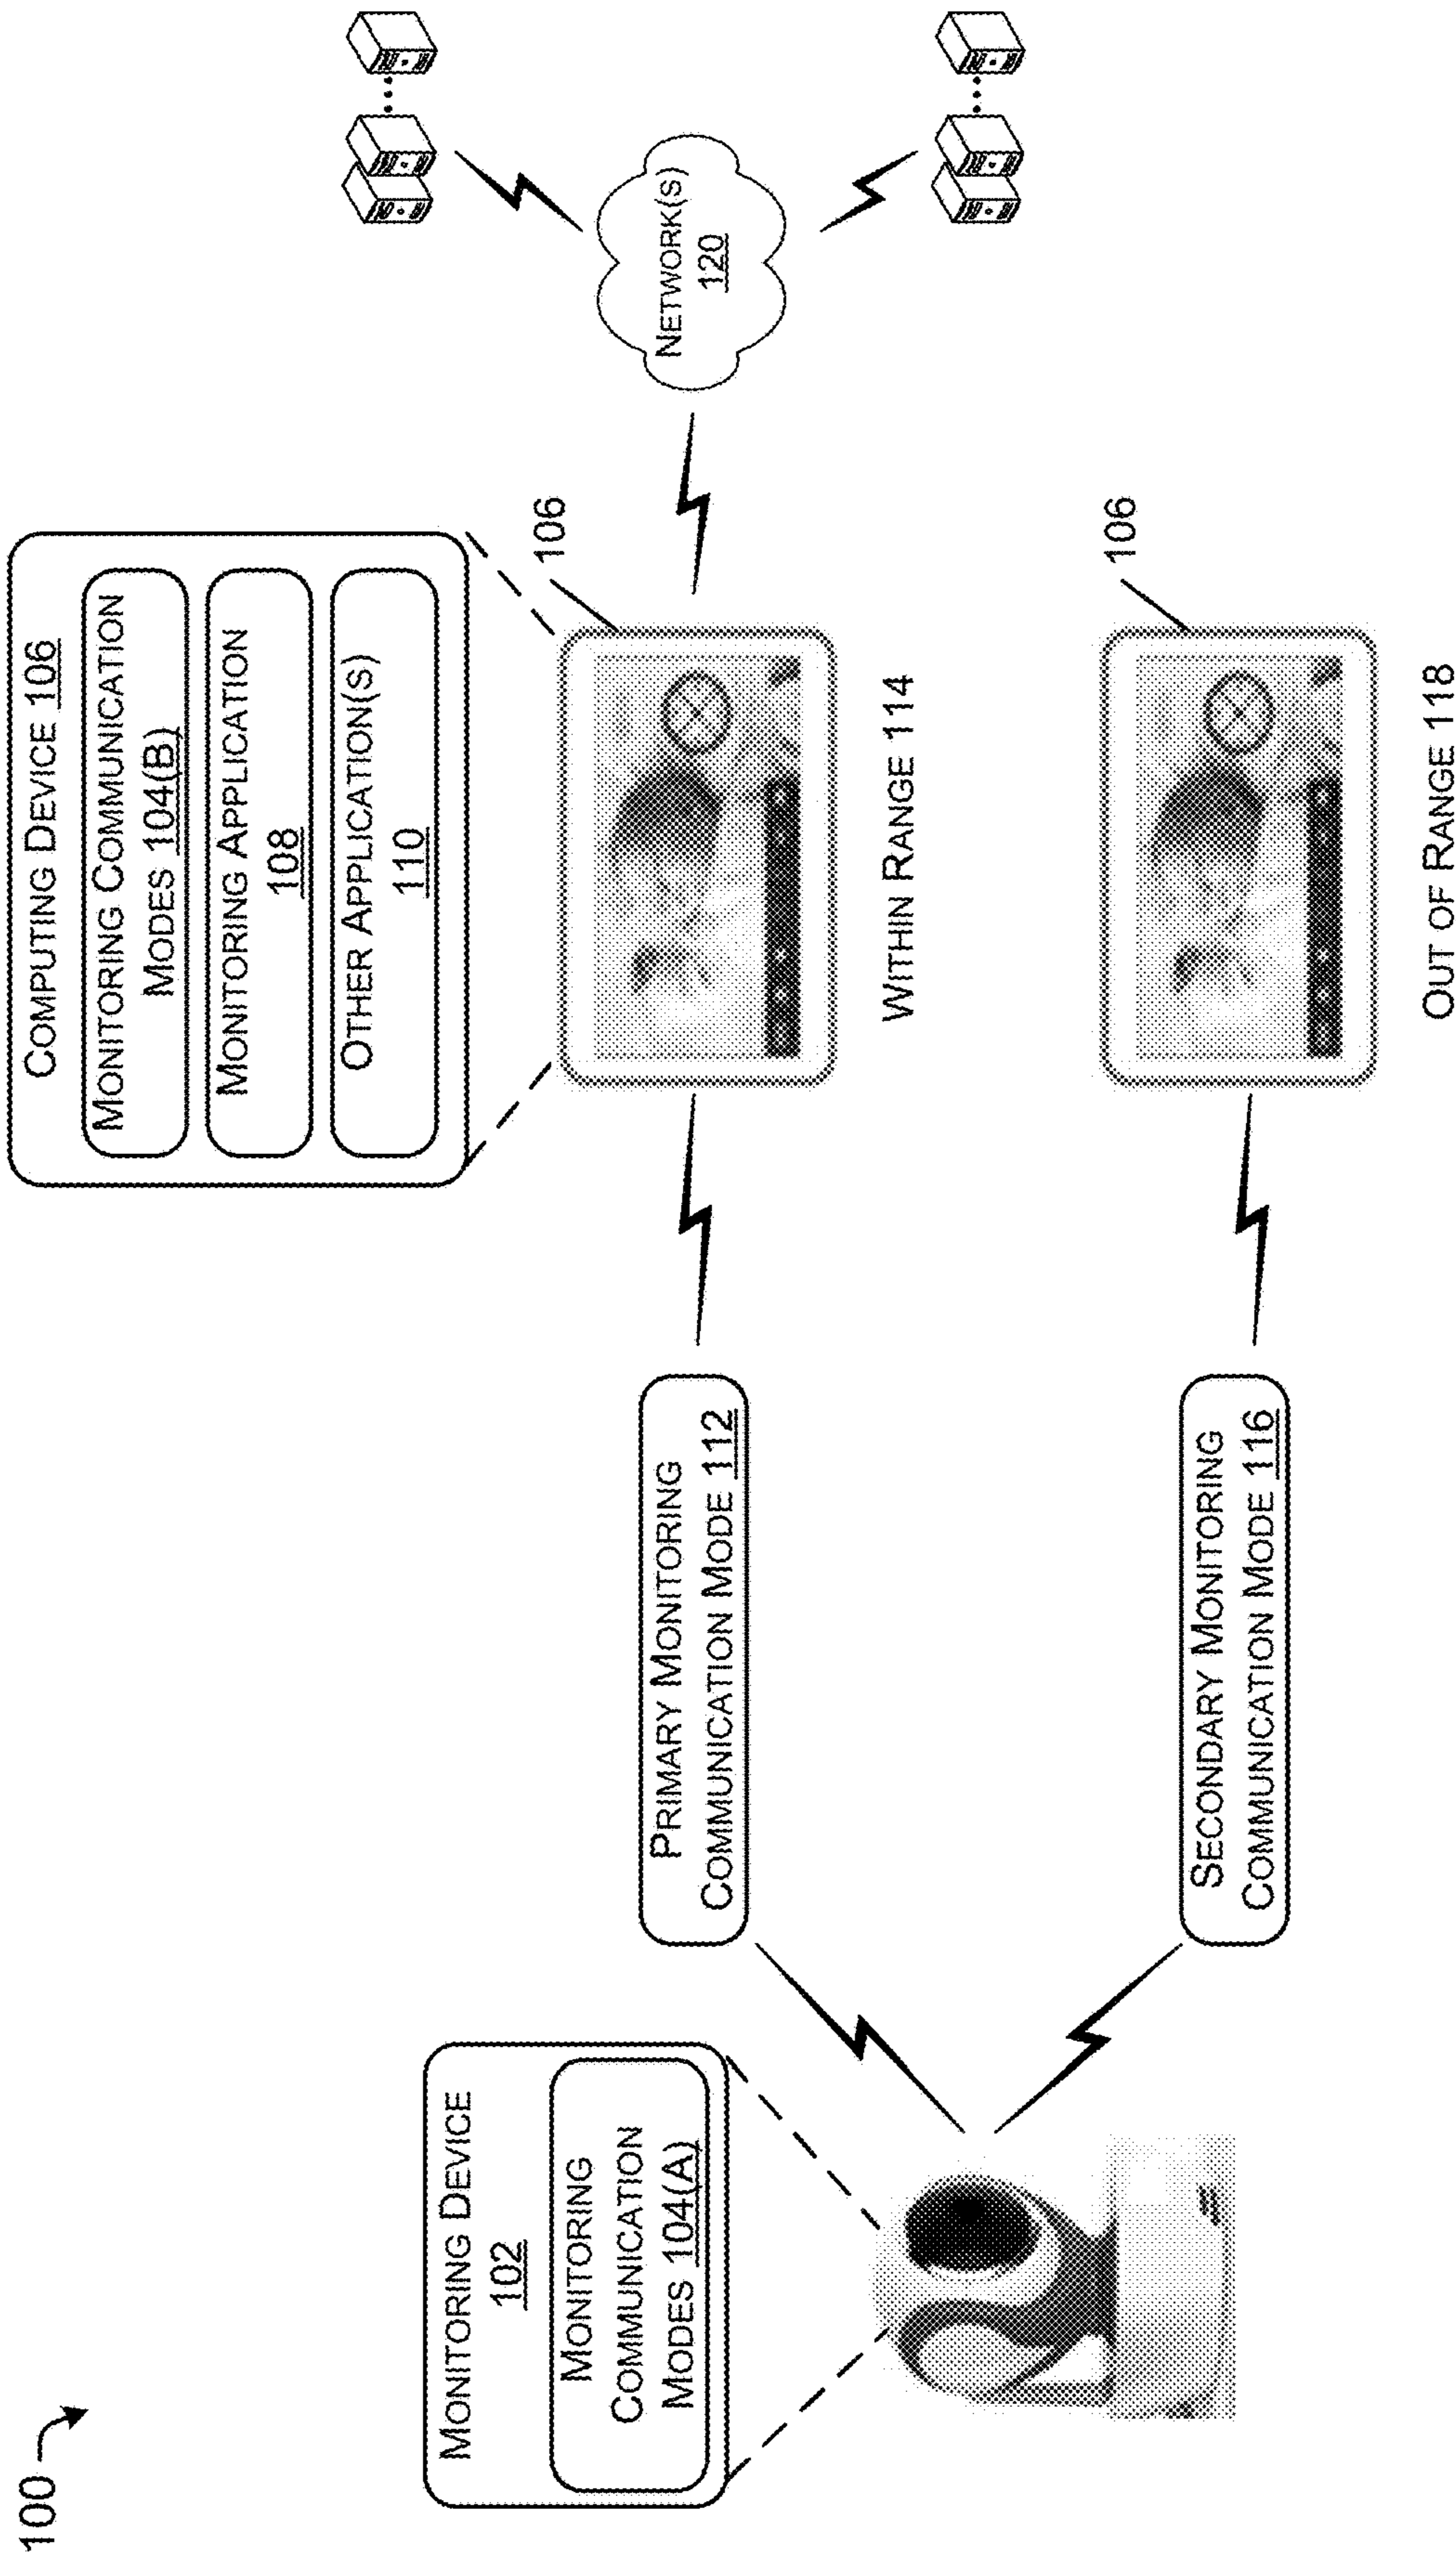 100
MONITORING DEVICE
102
MONITORING
COMMUNICATION
MODES 104(A)
PRIMARY MONITORING
COMMUNICATION MODE 112
SECONDARY MONITORING
COMMUNICATION MODE 116
COMPUTING DEVICE 106
MONITORING COMMUNICATION
MODES 104(B)
MONITORING APPLICATION
108
OTHER APPLICATION(S)
110
106
WITHIN RANGE 114
106
OUT OF RANGE 118
NETWORK(S)
120